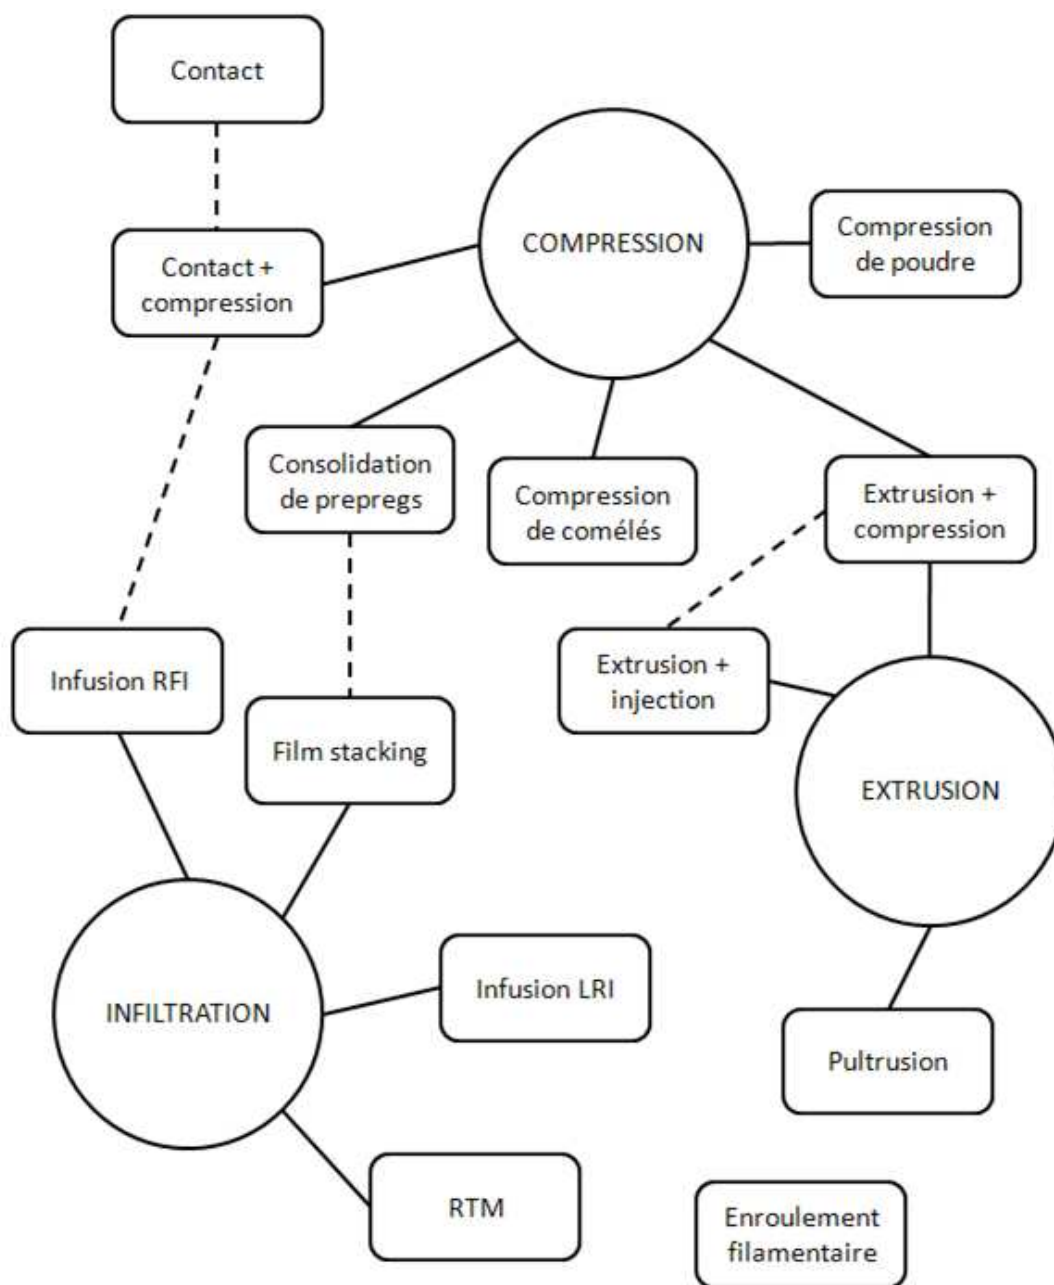 Contact
COMPRESSION
Compression
de poudre
Contact +
compression
Consolidation
de prepregs
Compression
de comélés
Extrusion +
compression
Infusion RFI
Extrusion +
injection
Film stacking
EXTRUSION
INFILTRATION
Infusion LRI
Pultrusion
RTM
Enroulement
filamentaire